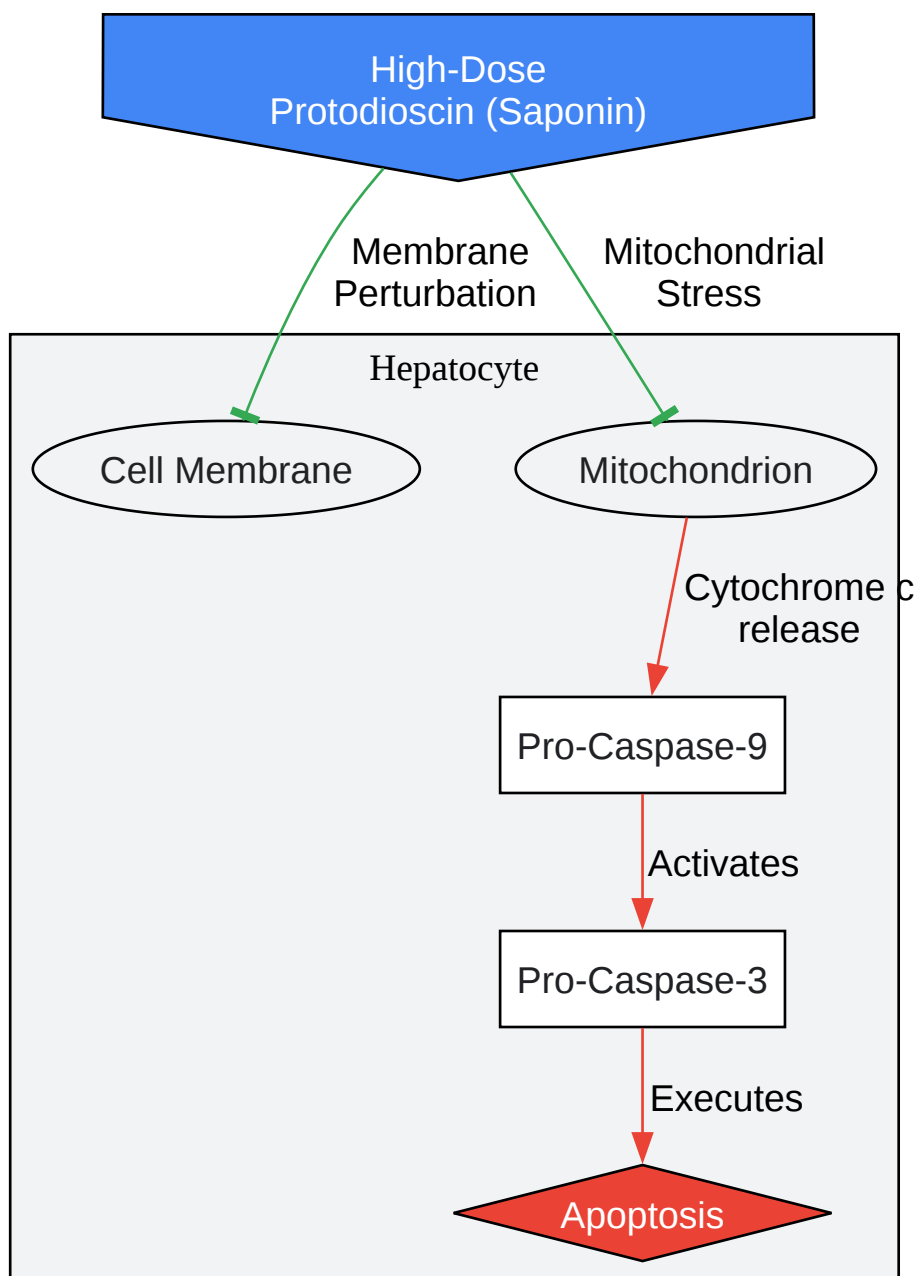 High-Dose
Protodioscin (Saponin)
Membrane
Perturbation
Mitochondrial
Stress
Hepatocyte
Cell Membrane
Mitochondrion
Cytochrome c
release
Pro-Caspase-9
Activates
Pro-Caspase-3
Executes
Apoptosis